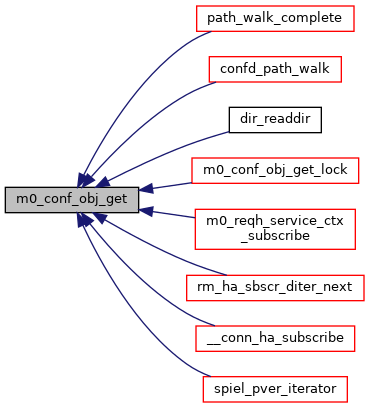 path_walk_complete
confd_path_walk
dir_readdir
m0_conf_obj_get_lock
m0_conf_obj_get
m0_reqh_service_ctx
_subscribe
rm_ha_sbscr_diter_next
__conn_ha_subscribe
spiel_pver_iterator